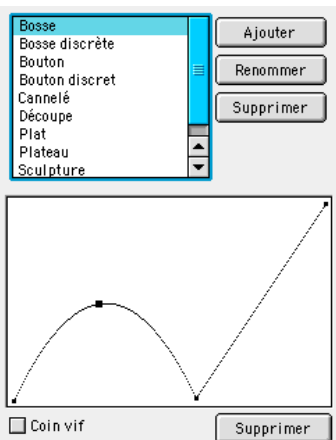 Bosse
Bosse discrète
Bouton
Bouton discret
Cannelé
Découpe
Plat
Plateau
Sculpture
Ajouter
Renommer
Supprimer
Coin vif
Supprimer